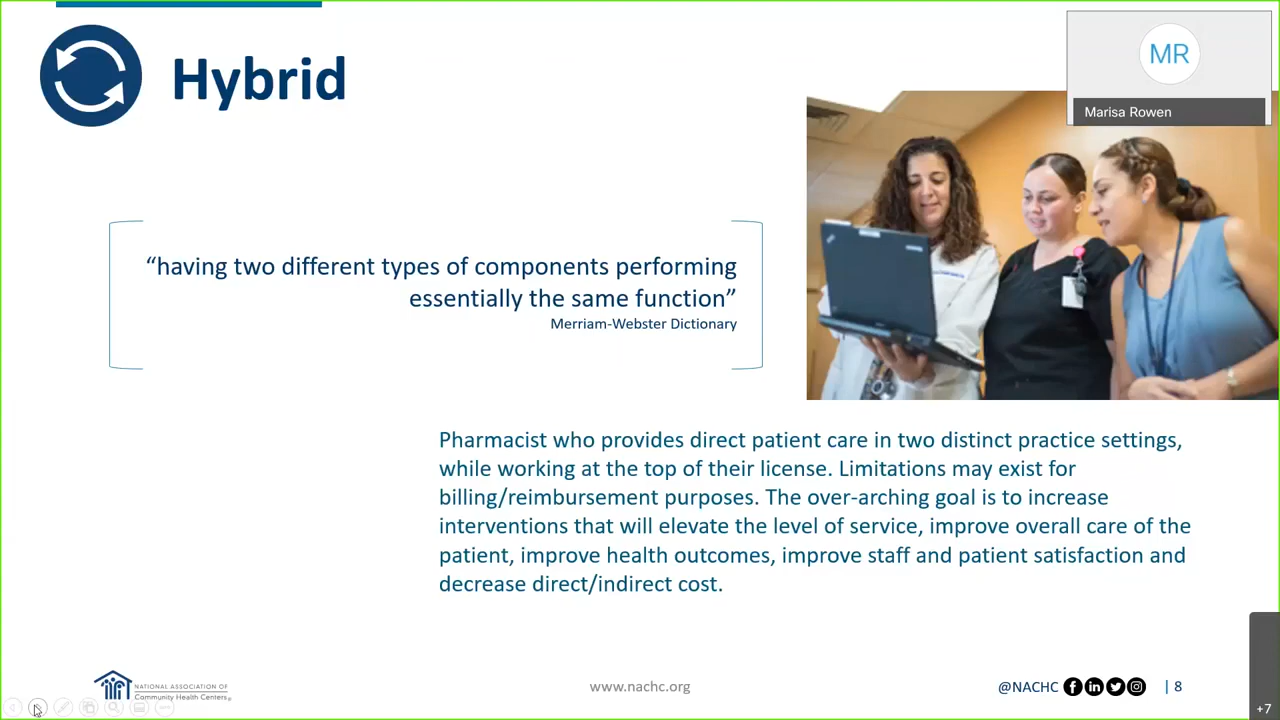 Hybrid
MR
Marisa Rowen
“having two different types of components performing
essentially the same function”
Merriam-Webster Dictionary
Pharmacist who provides direct patient care in two distinct practice settings,
while working at the top of their license. Limitations may exist for
billing/reimbursement purposes. The over-arching goal is to increase
interventions that will elevate the level of service, improve overall care of the
patient, improve health outcomes, improve staff and patient satisfaction and
decrease direct/indirect cost.
NATIONAL ASSOCIATION OF
Community Health Centers®
www.nachc.org
@NACHC
| 8
+7